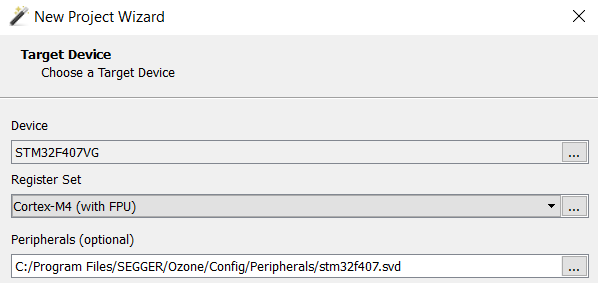 New Project Wizard
Target Device
Choose a Target Device
Device
STM32F407VG
...
Register Set
Cortex-M4 (with FPU)
...
Peripherals (optional)
C:/Program Files/SEGGER/Ozone/Config/Peripherals/stm32f407.svd
...